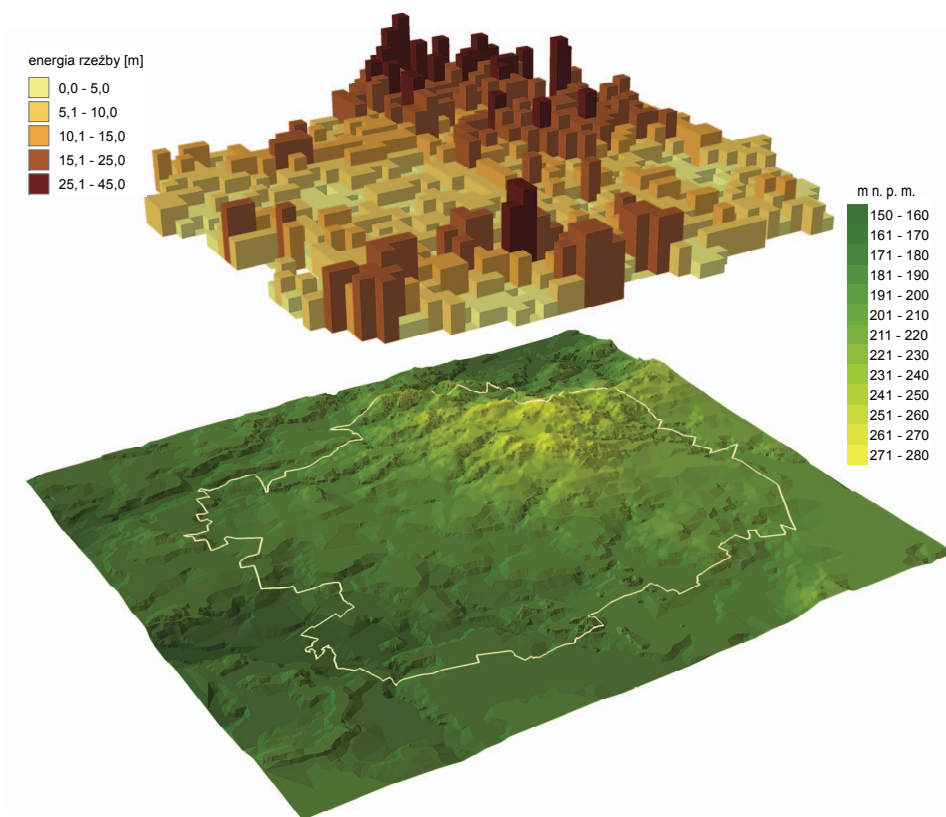 energia rzeźby [m]
0,0 - 5,0
5,1 - 10,0
10,1 - 15,0
15,1 - 25,0
25,1 - 45,0
m n. p. m.
150 - 160
161 - 170
171 - 180
181 - 190
191 - 200
201 - 210
211 - 220
221 - 230
231 - 240
241 - 250
251 - 260
261 - 270
271 - 280